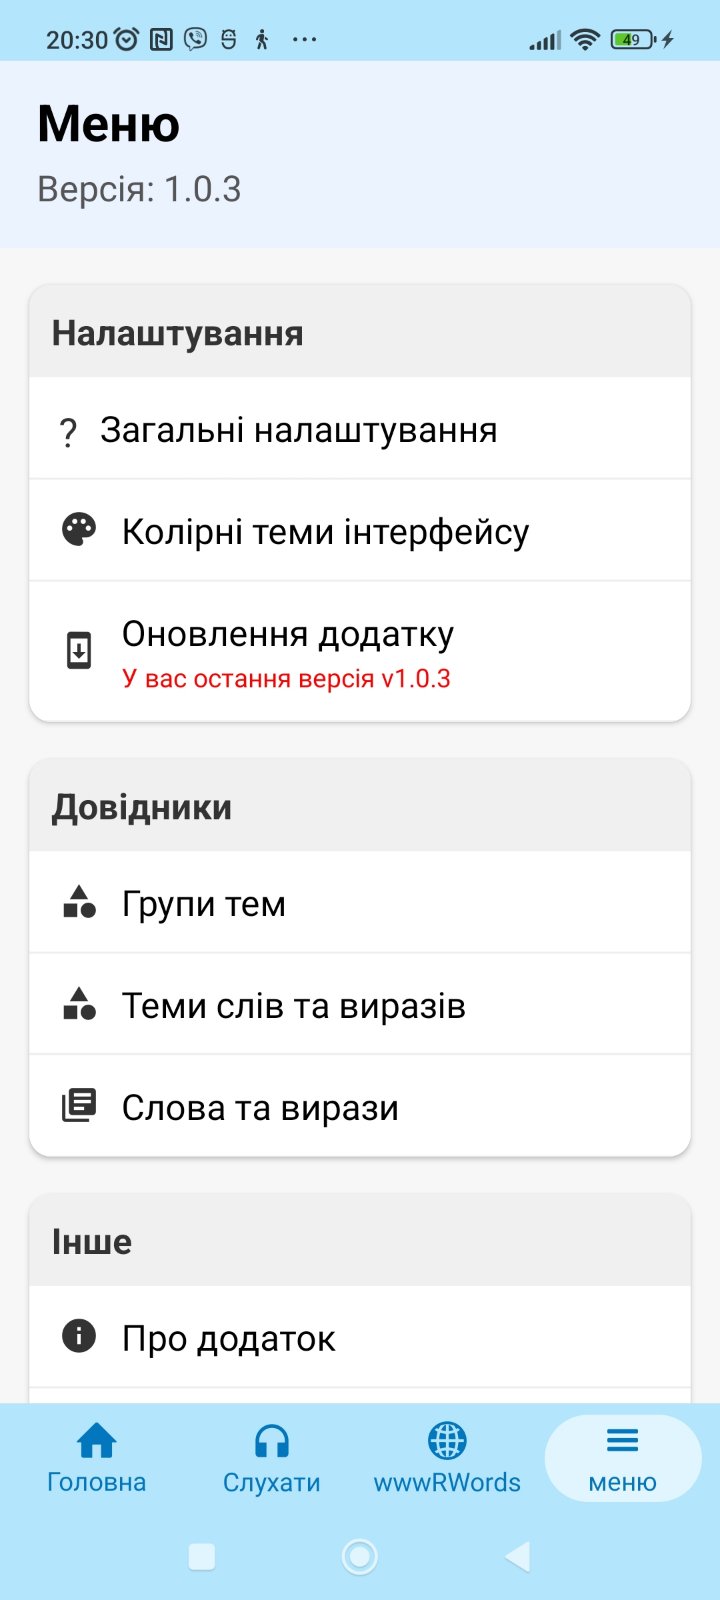 20:30
49
Меню
Версія: 1.0.3
Налаштування
? Загальні налаштування
Колірні теми інтерфейсу
Оновлення додатку
У вас остання версія v1.0.3
Довідники
Групи тем
Теми слів та виразів
Слова та вирази
Інше
Про додаток
Головна
Слухати
wwwRWords
меню